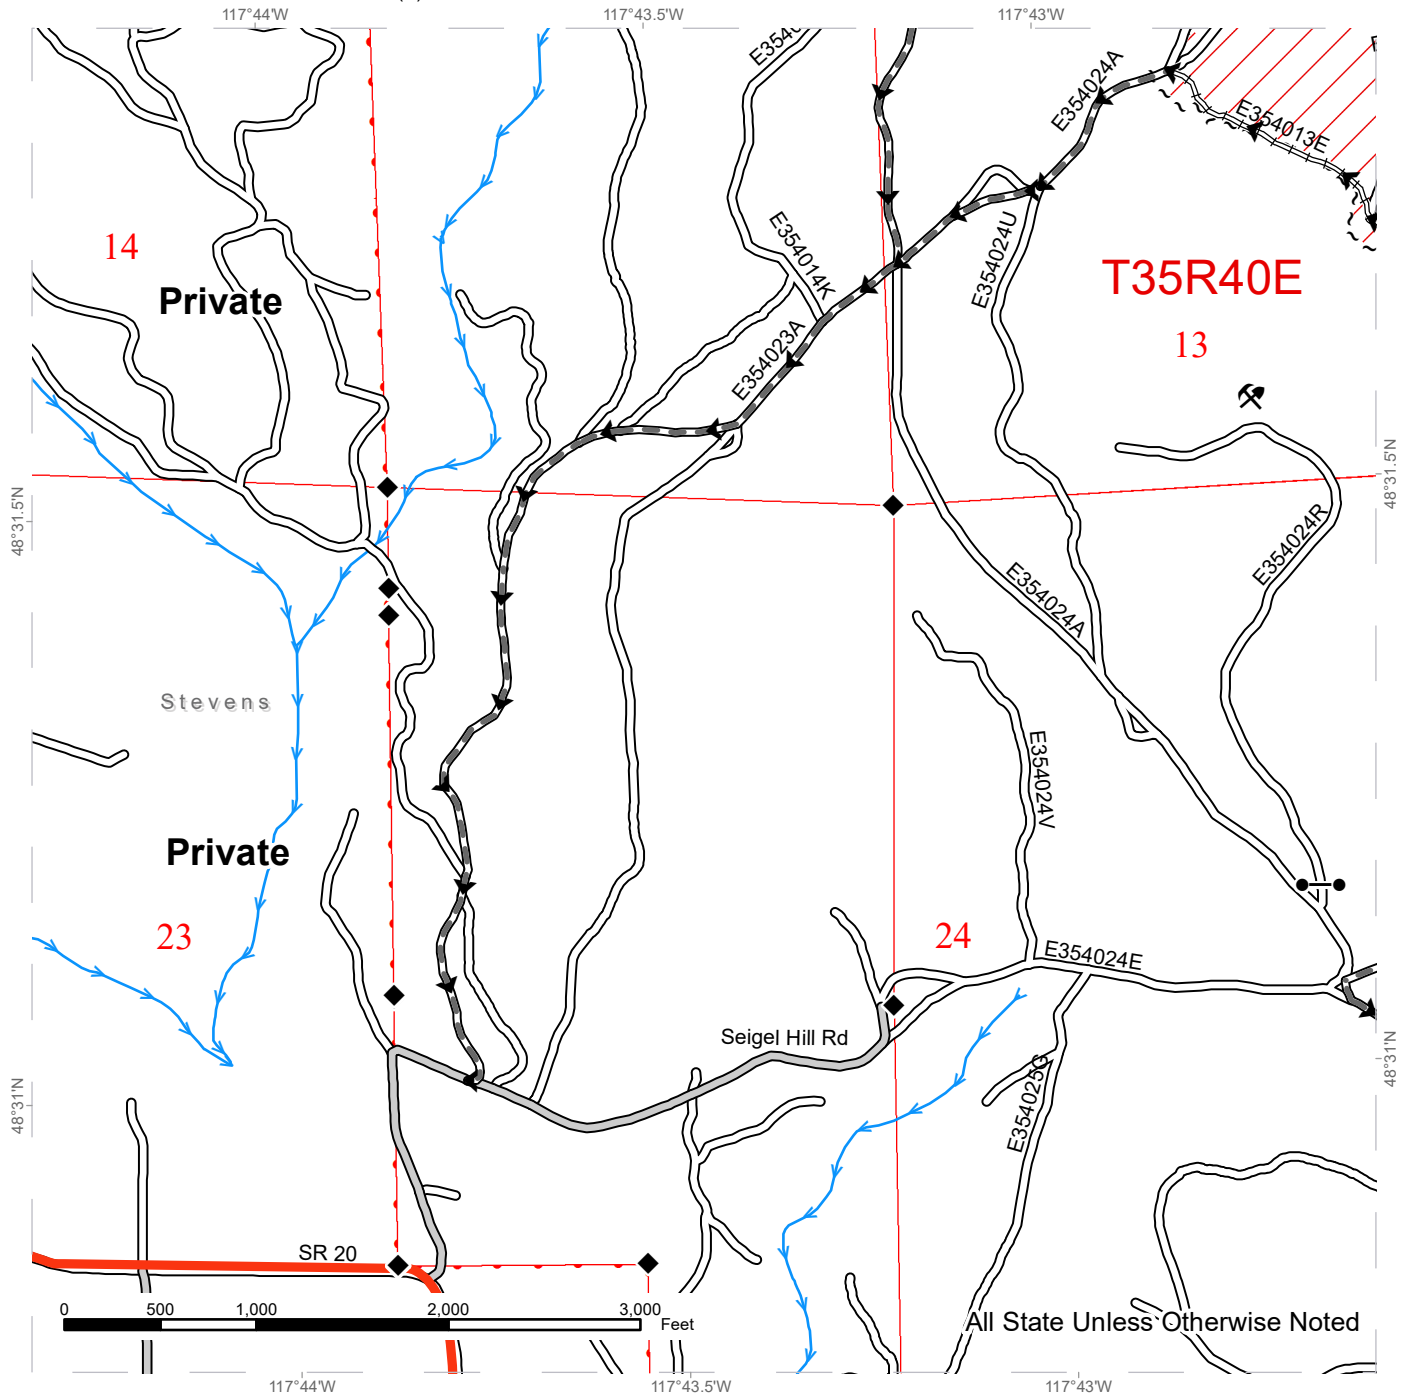 117°44'W
117°43.5'W
117°43'W
E354024A
E354013E
14
Private
E354014K
E354024U
T35R40E
13
E354023A
48°31.5'N
48°31.5'N
E354024R
E354024A
Stevens
E354024V
Private
23
24
E354024E
Seigel Hill Rd
48°31'N
48°31'N
E354025G
SR 20
0 500 1,000 2,000 3,000
Feet
All State Unless Otherwise Noted
117°44'W
117°43.5'W
117°43'W